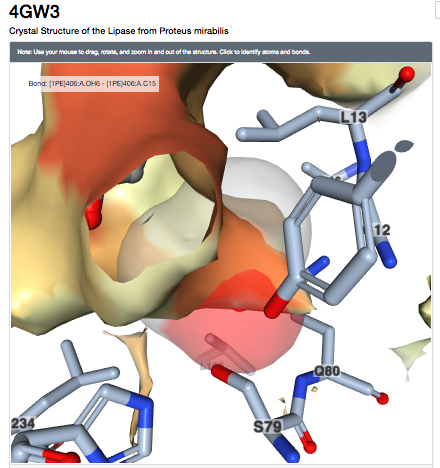 4GW3
Crystal Structure of the Lipase from Proteus mirabilis
Note: Use your mouse to drag, rotate, and zoom in and out of the structure. Click to identify atoms and bonds.
Bond: [1PE]406:A.OH6 - [1PE]406:A.C15
L13
12
Q80
234
S79